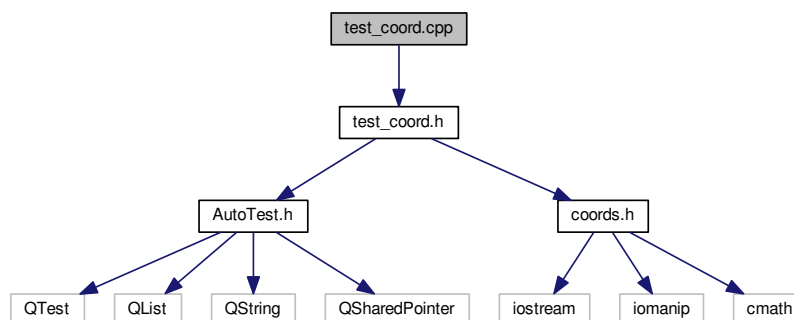 test_coord.cpp
test_coord.h
AutoTest.h
coords.h
QTest
QList
QString
QSharedPointer
iostream
iomanip
cmath